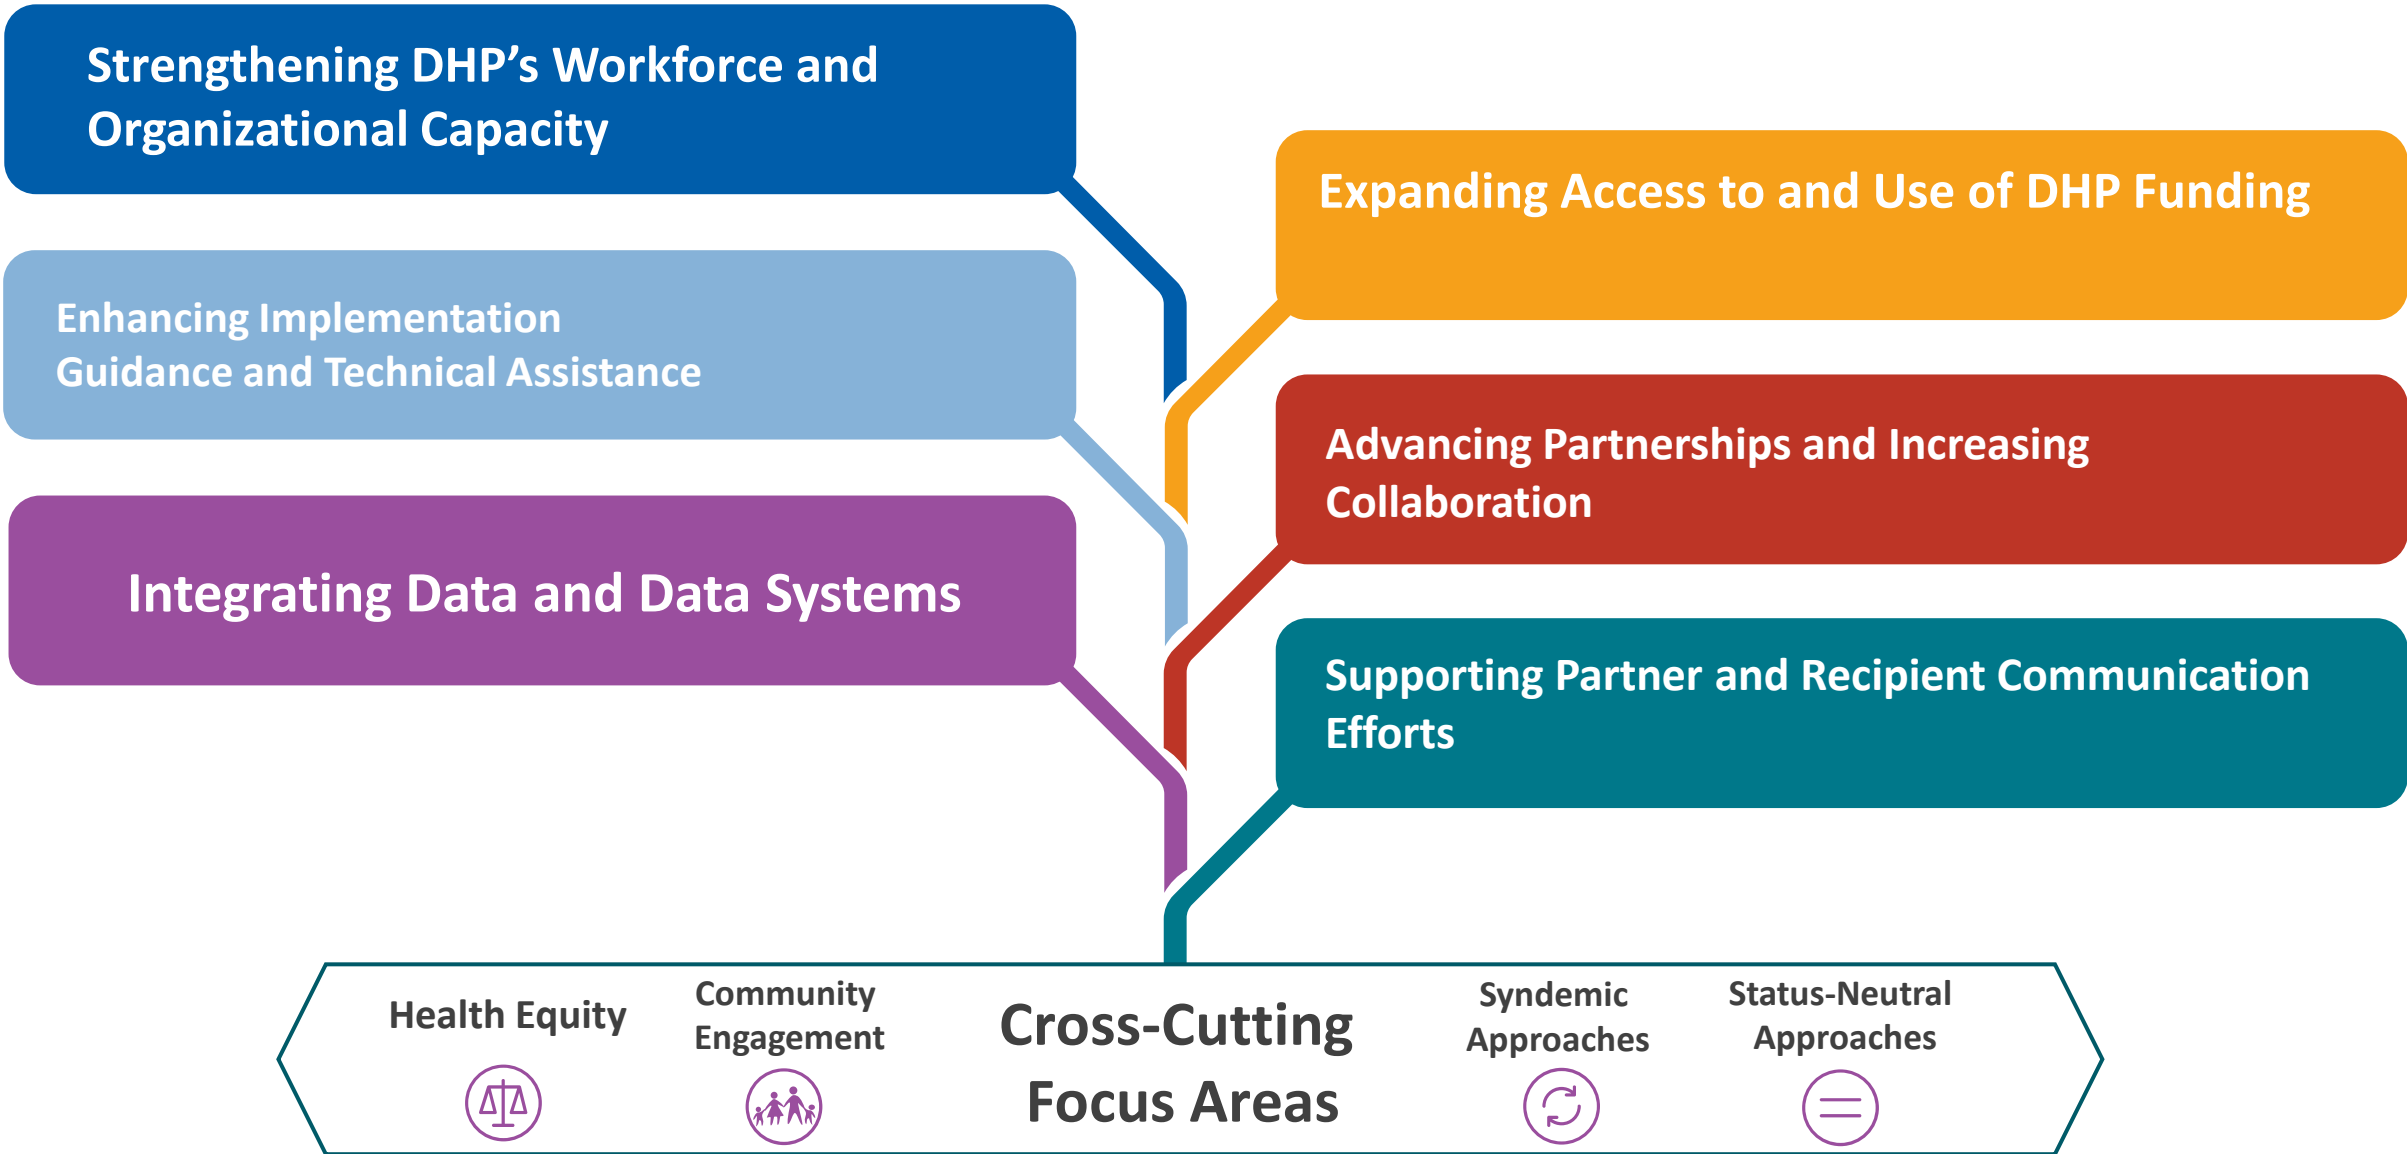 Strengthening DHP’s Workforce and
Organizational Capacity
Expanding Access to and Use of DHP Funding
Enhancing Implementation
Guidance and Technical Assistance
Advancing Partnerships and Increasing
Collaboration
Integrating Data and Data Systems
Supporting Partner and Recipient Communication
Efforts
Health Equity
Community
Engagement
Cross-Cutting
Focus Areas
Syndemic
Approaches
Status-Neutral
Approaches